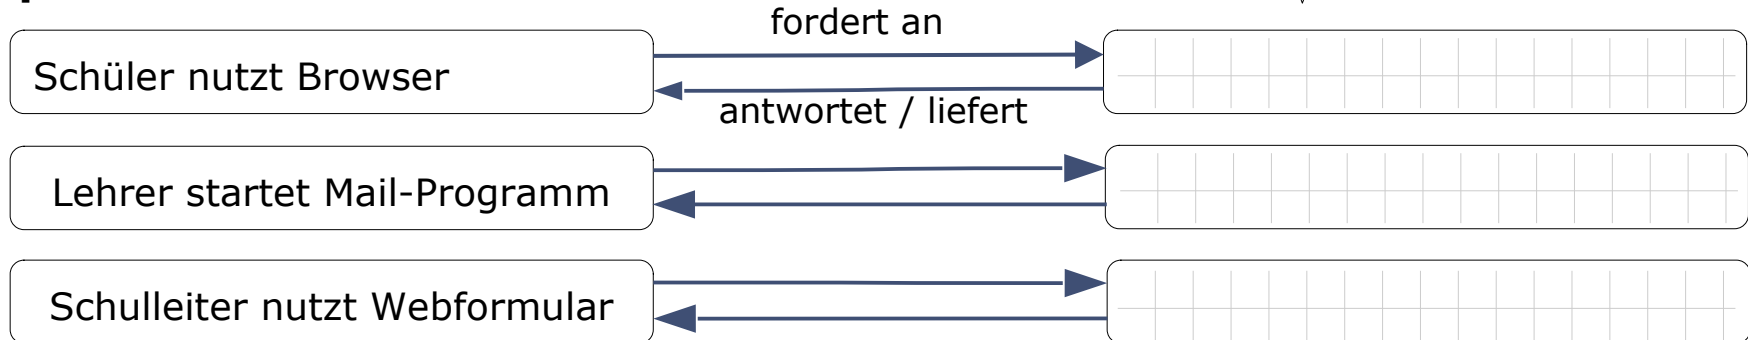 fordert an
Schüler nutzt Browser
antwortet / liefert
Lehrer startet Mail-Programm
Schulleiter nutzt Webformular